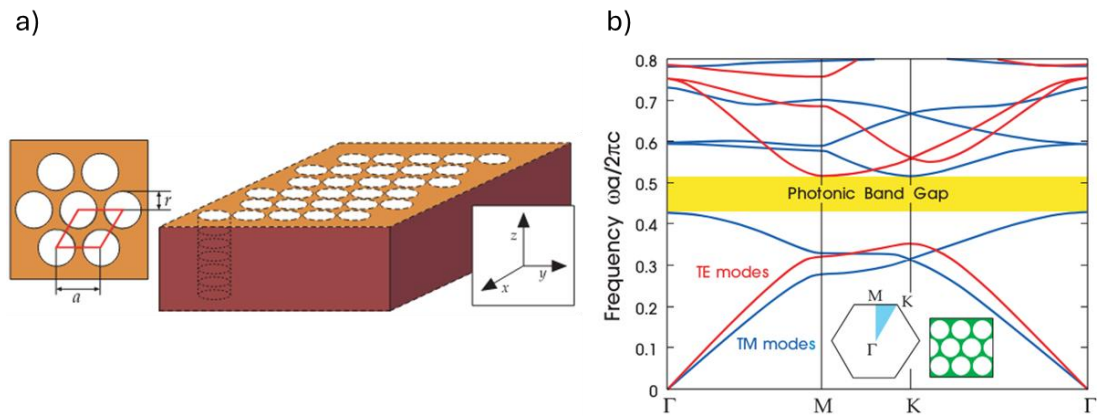 a)
r
a
z
y
x
b)
Frequency ωa/2πc
0.8
0.7
0.6
0.5
0.4
0.3
0.2
0.1
0
Photonic Band Gap
TE modes
TM modes
M
K
Γ
Γ
M
K
Γ